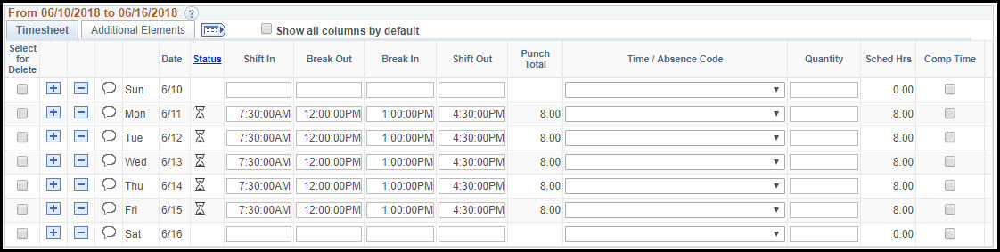 From 06/10/2018 to 06/16/2018 ?
Timesheet Additional Elements Show all columns by default
Select for Delete Date Status Shift In Break Out Break In Shift Out Punch Total Time / Absence Code Quantity Sched Hrs Comp Time
Sun 6/10 0.00
Mon 6/11 7:30:00AM 12:00:00PM 1:00:00PM 4:30:00PM 8.00 8.00
Tue 6/12 7:30:00AM 12:00:00PM 1:00:00PM 4:30:00PM 8.00 8.00
Wed 6/13 7:30:00AM 12:00:00PM 1:00:00PM 4:30:00PM 8.00 8.00
Thu 6/14 7:30:00AM 12:00:00PM 1:00:00PM 4:30:00PM 8.00 8.00
Fri 6/15 7:30:00AM 12:00:00PM 1:00:00PM 4:30:00PM 8.00 8.00
Sat 6/16 0.00